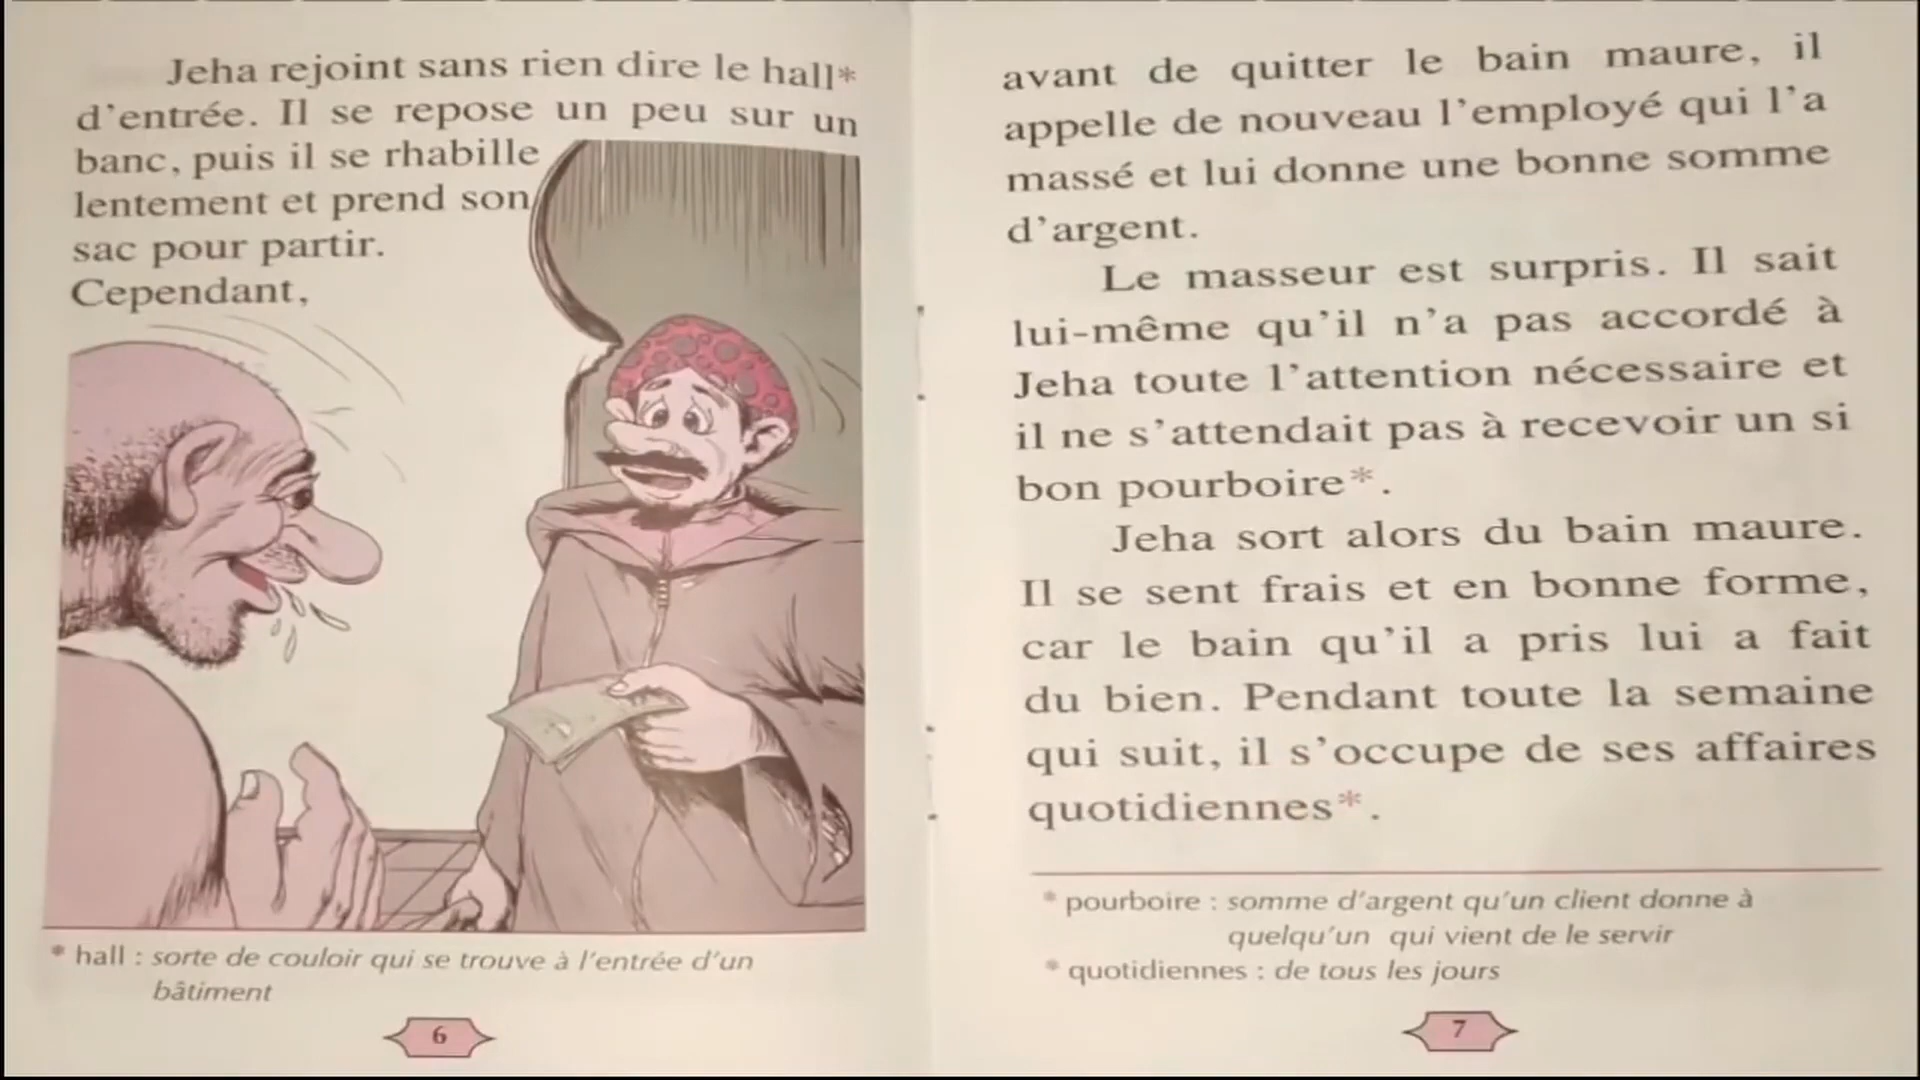 Jeha rejoint sans rien dire le hall*
d'entrée. Il se repose un peu sur un
banc, puis il se rhabille
lentement et prend son
sac pour partir.
Cependant,
* hall : sorte de couloir qui se trouve à l'entrée d'un
bâtiment
6
avant de quitter le bain maure, il
appelle de nouveau l'employé qui l'a
massé et lui donne une bonne somme
d'argent.
Le masseur est surpris. Il sait
lui-même qu'il n'a pas accordé à
Jeha toute l'attention nécessaire et
il ne s'attendait pas à recevoir un si
bon pourboire*.
Jeha sort alors du bain maure.
Il se sent frais et en bonne forme,
car le bain qu'il a pris lui a fait
du bien. Pendant toute la semaine
qui suit, il s'occupe de ses affaires
quotidiennes*.
* pourboire : somme d'argent qu'un client donne à
quelqu'un qui vient de le servir
* quotidiennes : de tous les jours
7